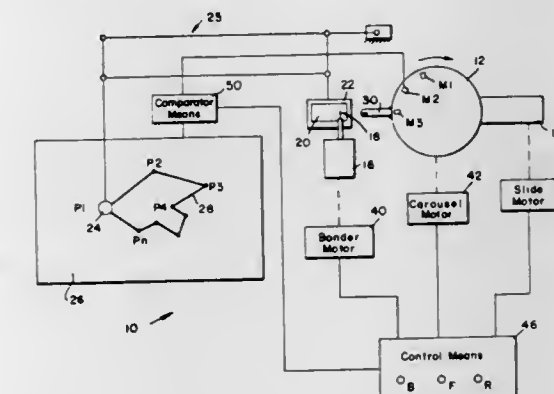 25
50
Comparator
Means
22
30
12
M1
M2
M3
20
18
16
P2
P3
P4
28
P1
24
Pn
26
10
40
Bonder
Motor
42
Carousel
Motor
Slide
Motor
46
Control Means
B
F
R